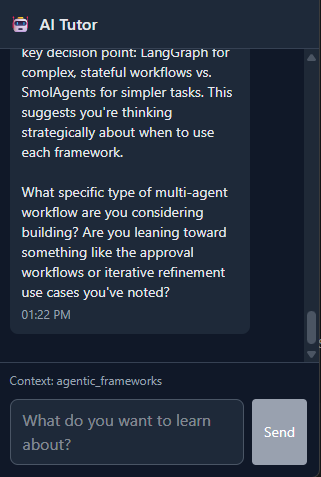 AI Tutor
key decision point: LangGraph for
complex, stateful workflows vs.
SmolAgents for simpler tasks. This
suggests you're thinking
strategically about when to use
each framework.
What specific type of multi-agent
workflow are you considering
building? Are you leaning toward
something like the approval
workflows or iterative refinement
use cases you've noted?
01:22 PM
Context: agentic_frameworks
What do you want to learn
about?
Send